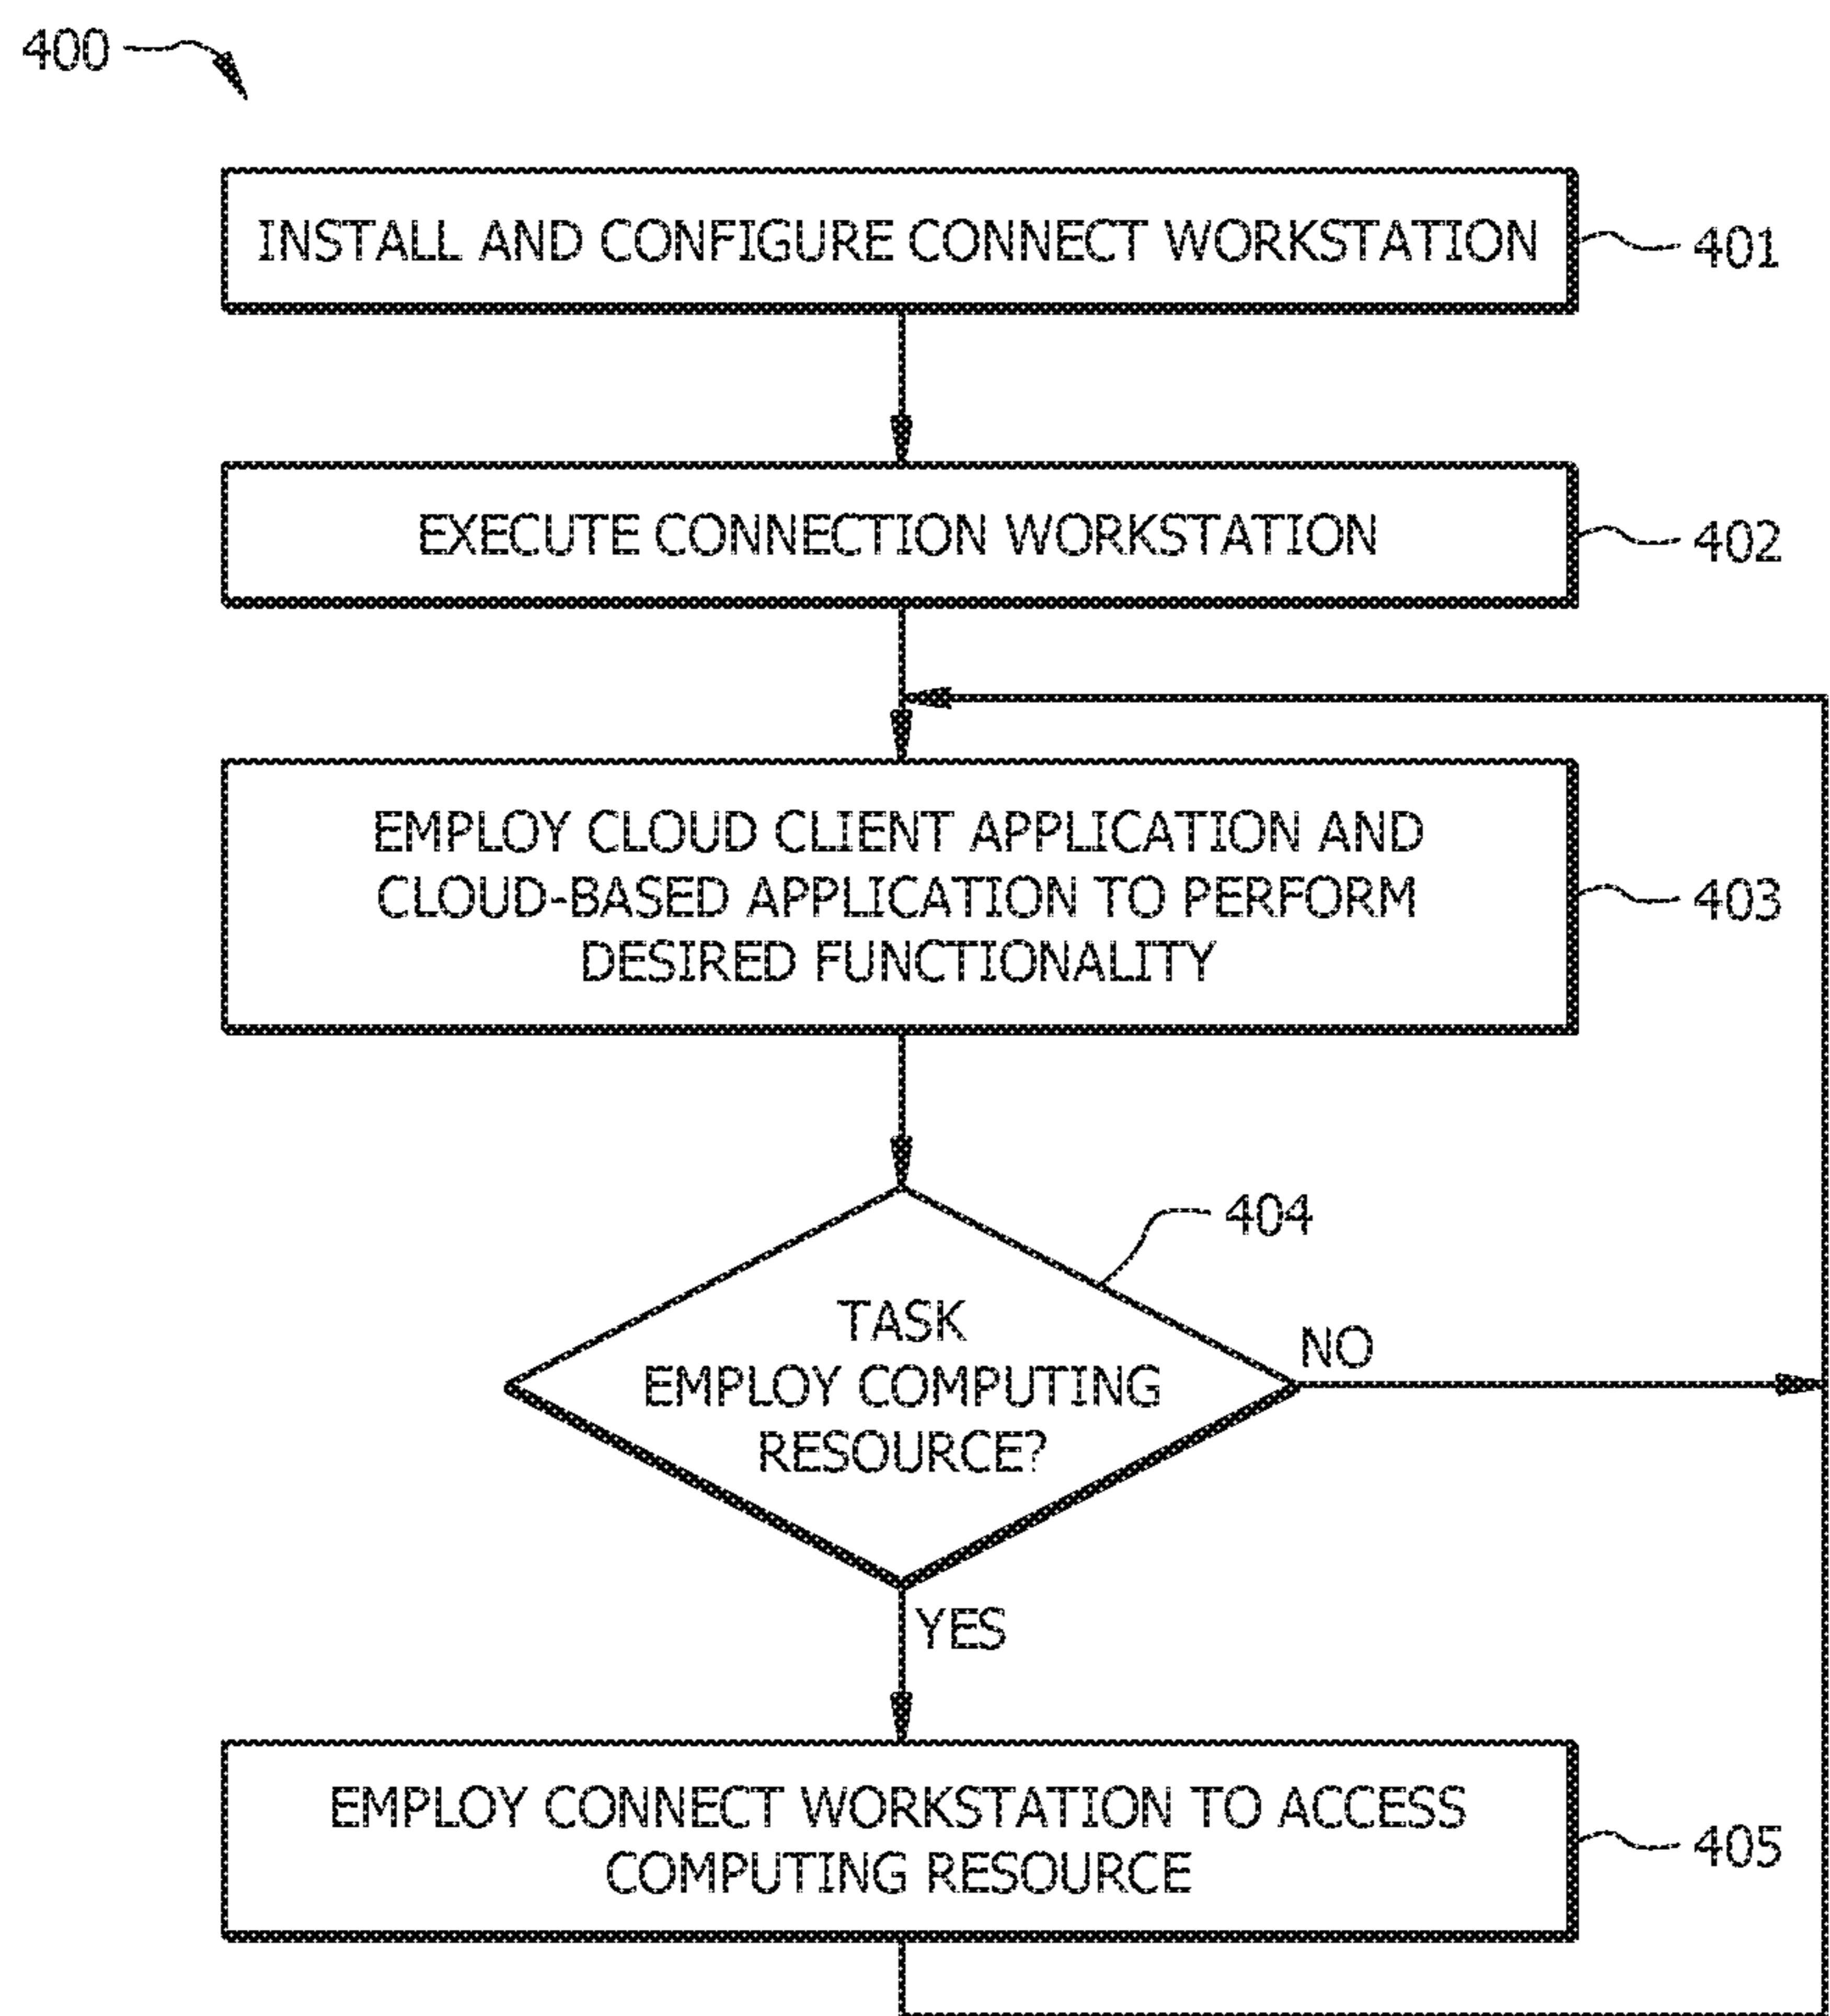 400
INSTALL AND CONFIGURE CONNECT WORKSTATION
401
EXECUTE CONNECTION WORKSTATION
402
EMPLOY CLOUD CLIENT APPLICATION AND
CLOUD-BASED APPLICATION TO PERFORM
DESIRED FUNCTIONALITY
403
404
TASK
EMPLOY COMPUTING
RESOURCE?
NO
YES
EMPLOY CONNECT WORKSTATION TO ACCESS
COMPUTING RESOURCE
405